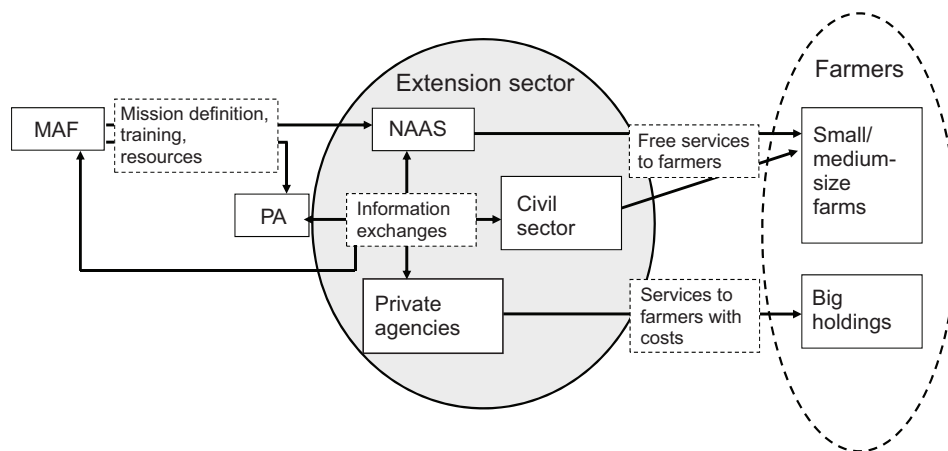 Extension sector
Farmers
MAF
Mission definition,
training,
resources
NAAS
Free services
to farmers
Small/
medium-
size
farms
PA
Information
exchanges
Civil
sector
Private
agencies
Services to
farmers with
costs
Big
holdings